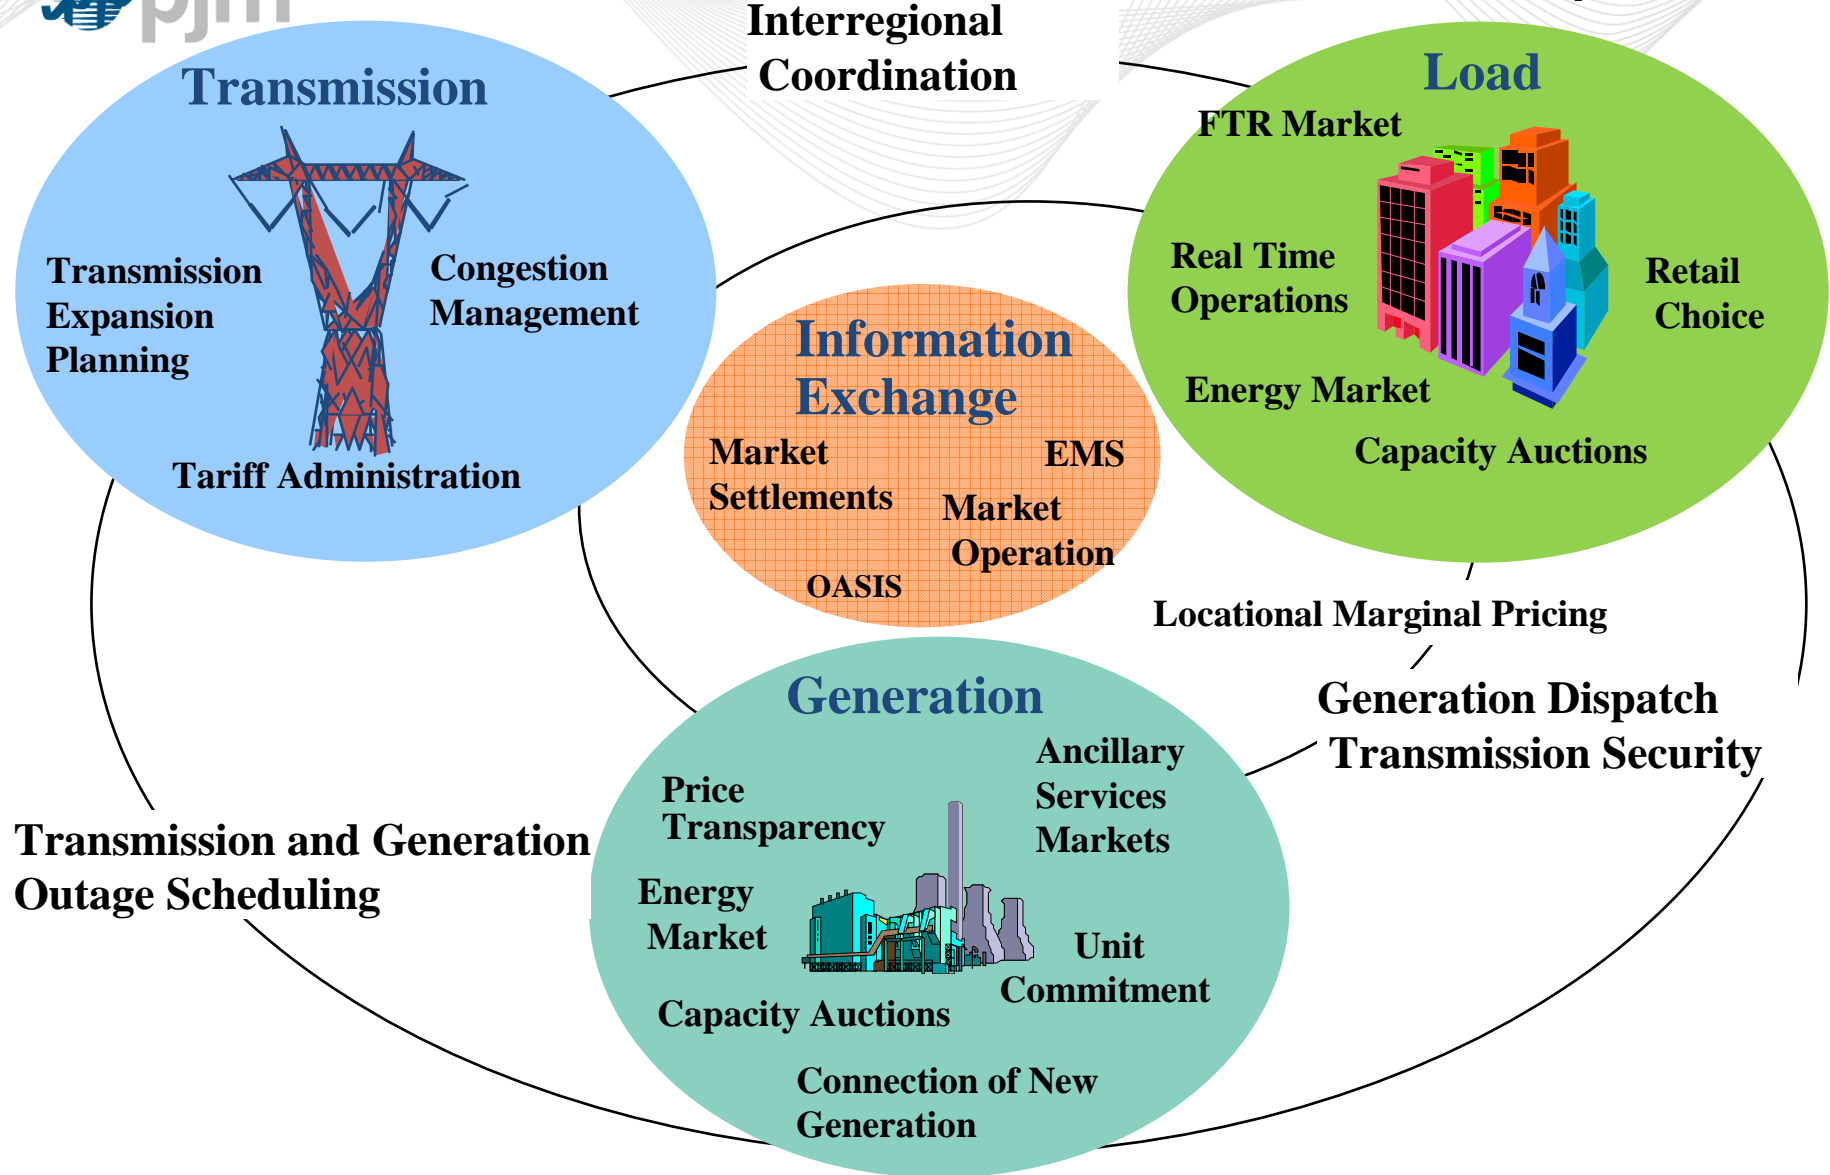 pjm
Interregional
Coordination
Transmission
Transmission
Expansion
Planning
Congestion
Management
Tariff Administration
Load
FTR Market
Real Time
Operations
Retail
Choice
Energy Market
Capacity Auctions
Information
Exchange
Market
Settlements
EMS
Market
Operation
OASIS
Locational Marginal Pricing
Generation Dispatch
Transmission Security
Generation
Price
Transparency
Ancillary
Services
Markets
Energy
Market
Unit
Commitment
Capacity Auctions
Connection of New
Generation
Transmission and Generation
Outage Scheduling